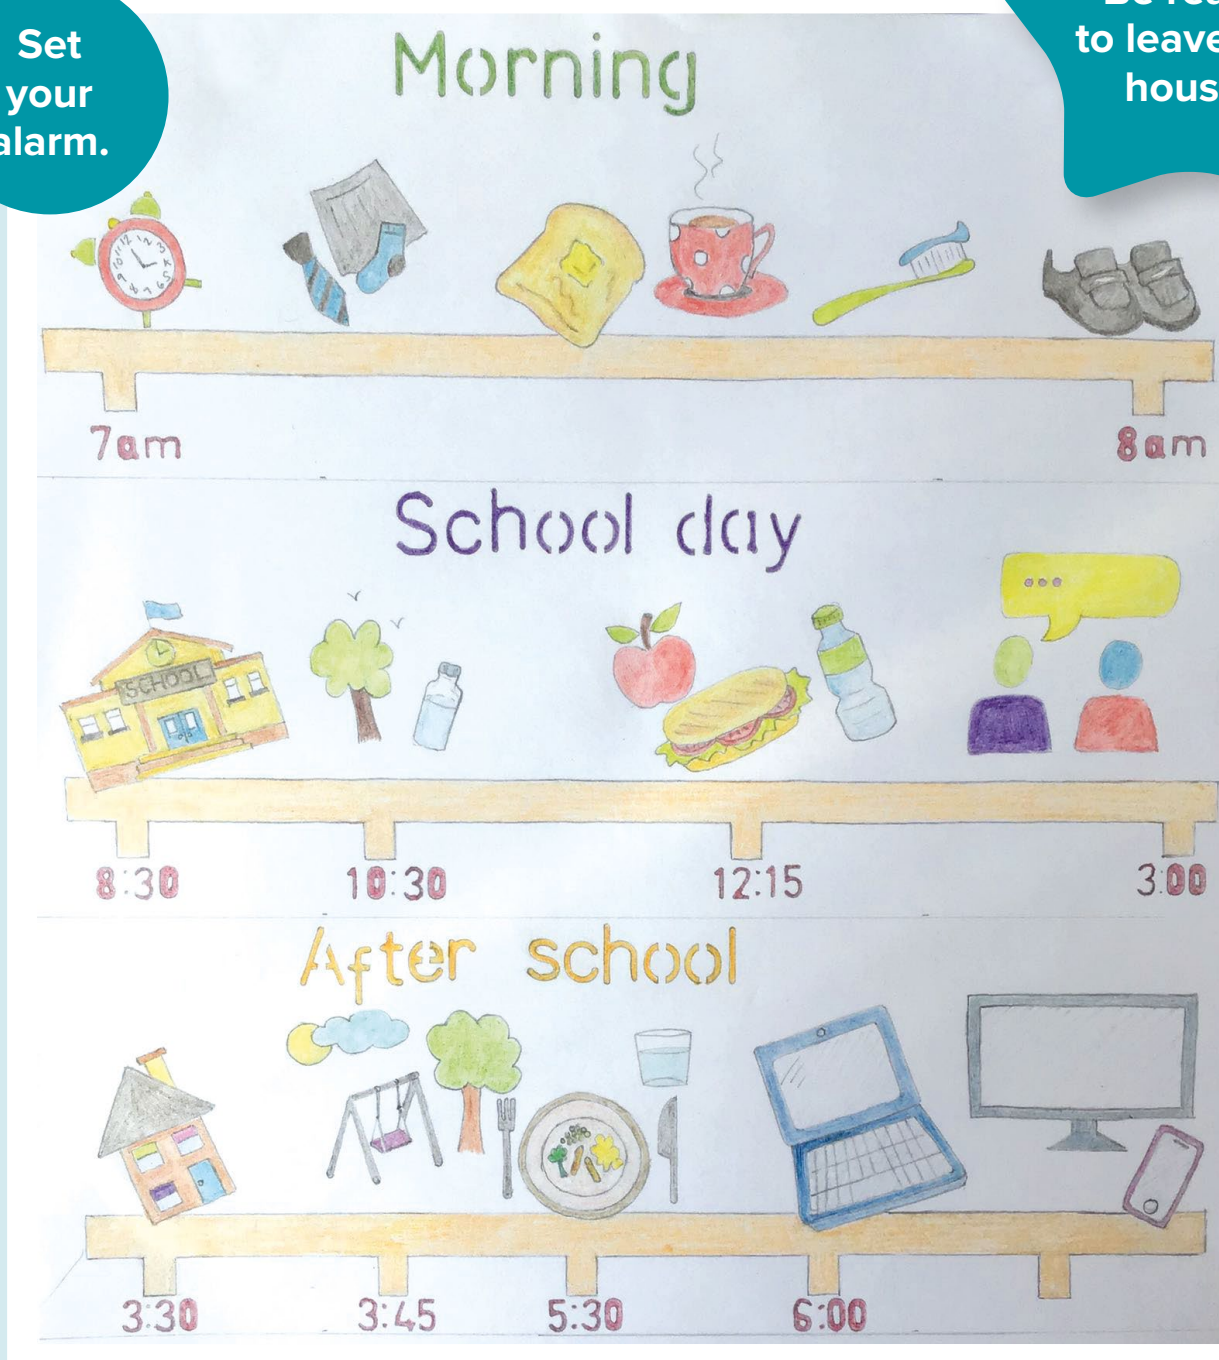 Set
your
alarm.
to leave
Morning
7am
8am
School day
SCHOOL
8:30
10:30
12:15
3:00
After school
3:30
3:45
5:30
6:00